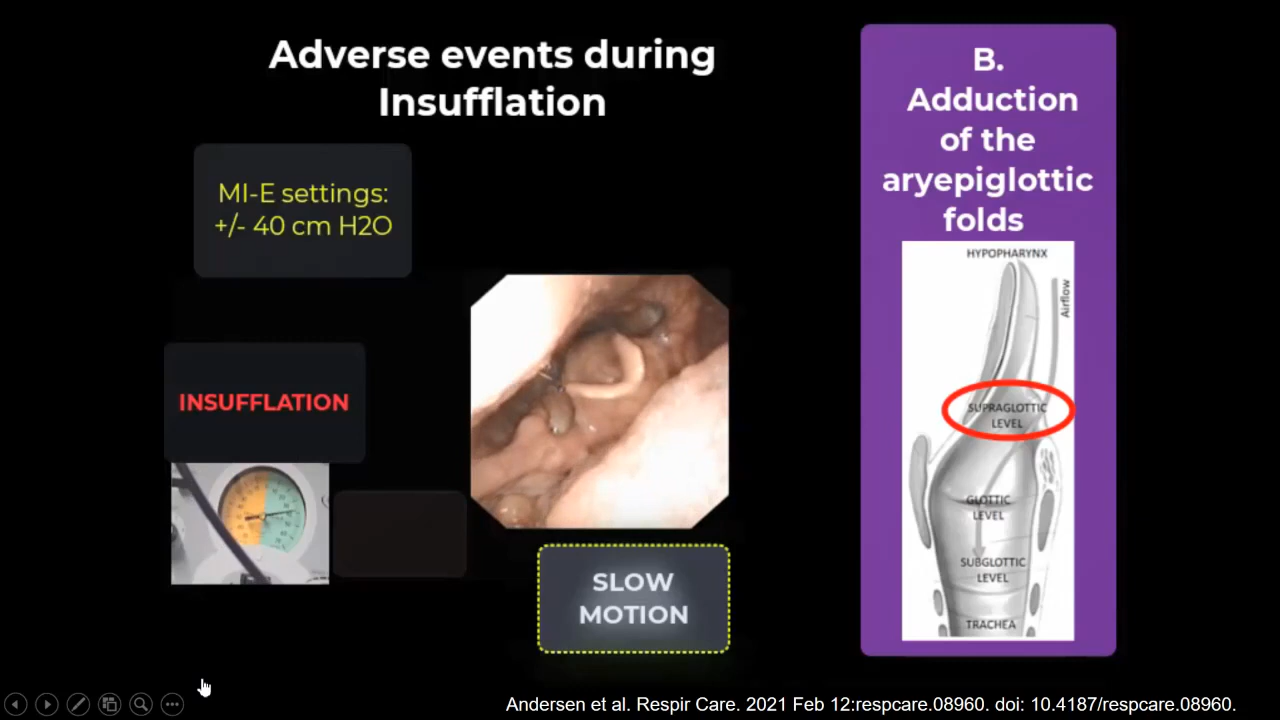 Adverse events during
Insufflation
MI-E settings:
+/- 40 cm H2O
INSUFFLATION
SLOW
MOTION
B.
Adduction
of the
aryepiglottic
folds
HYPOPHARYNX
Airflow
SUPRAGLOTTIC
LEVEL
GLOTTIC
LEVEL
SUBGLOTTIC
LEVEL
TRACHEA
Andersen et al. Respir Care. 2021 Feb 12:respcare.08960. doi: 10.4187/respcare.08960.